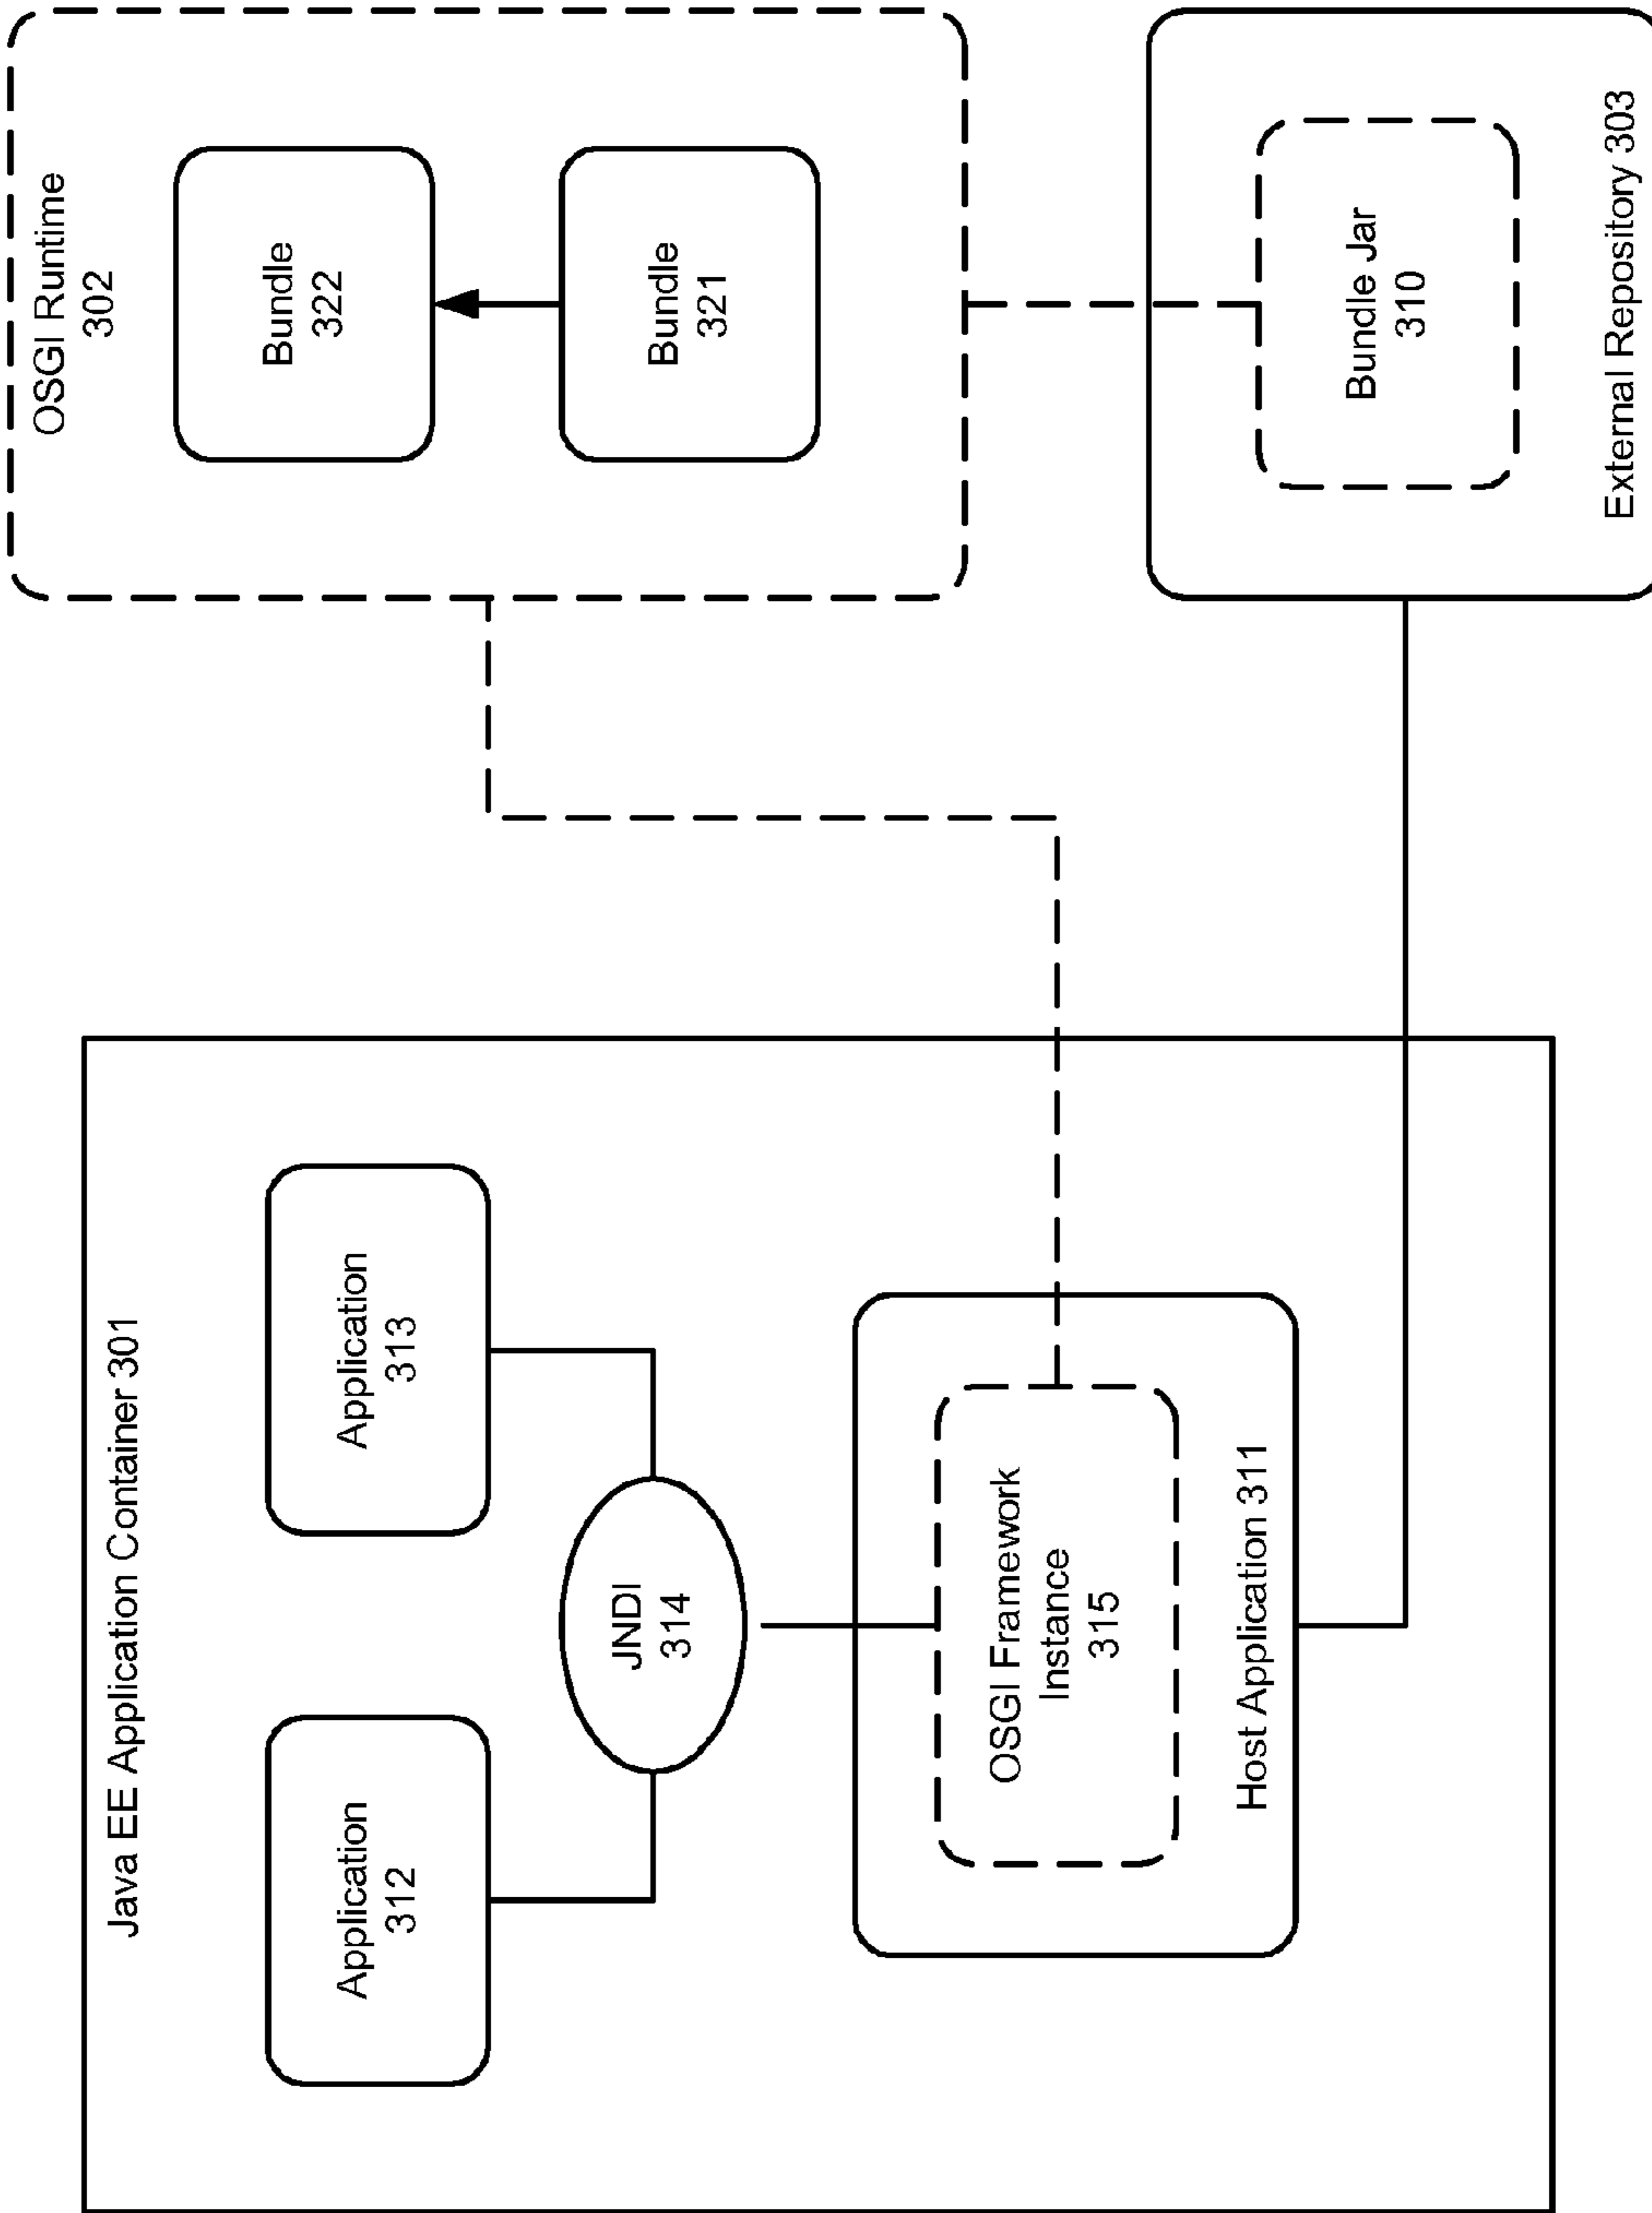 Java EE Application Container 301
Application
312
Application
313
JNDI
314
OSGI Framework
Instance
315
Host Application 311
OSGI Runtime
302
Bundle
322
Bundle
321
Bundle Jar
310
External Repository 303